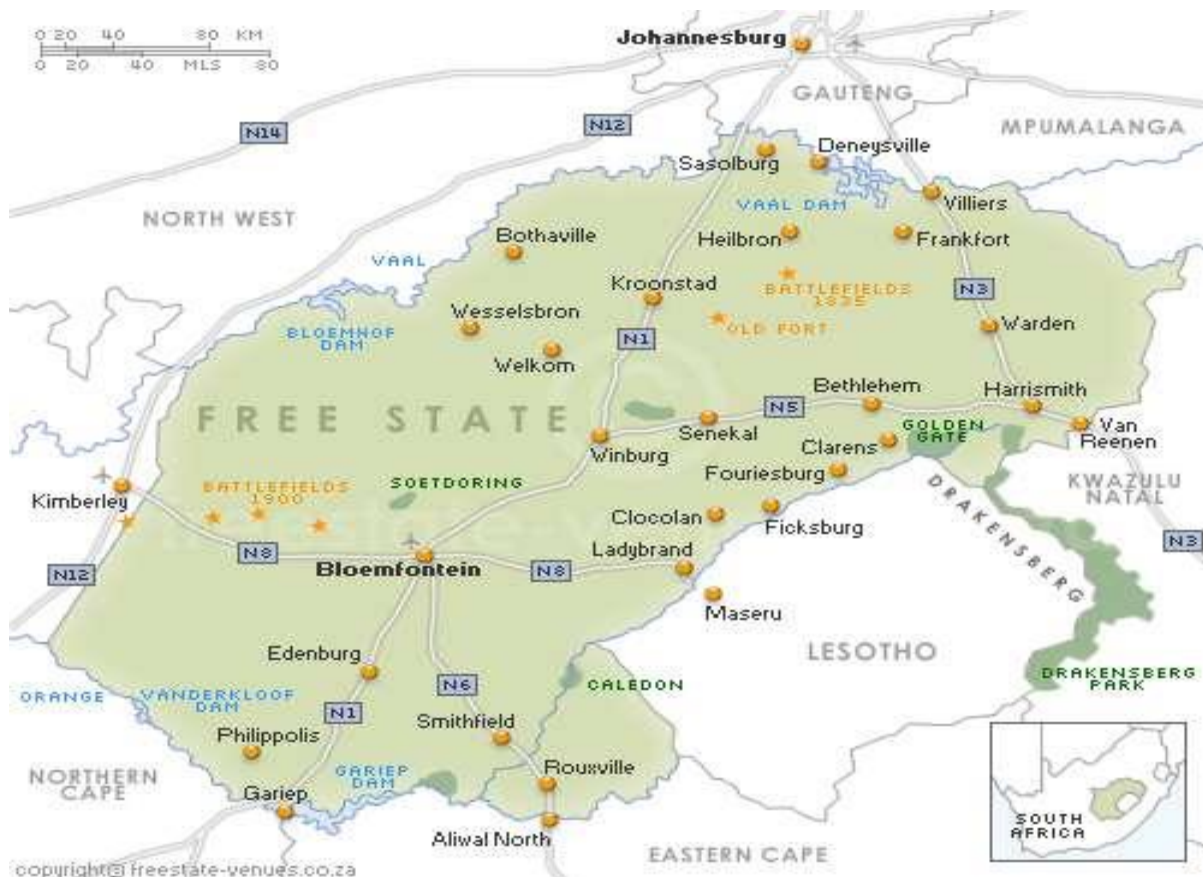 0 20 40 80 KM
0 20 40 80
MLS
Johannesburg
GAUTENG
MPUMALANGA
N14
N12
Sasolburg
Deneysville
NORTH WEST
VAAL DAM
Villiers
Bothaville
Heilbron
Frankfort
VAAL
Kroonstad
BATTLEFIELDS
1835
N3
BLOEMHOF
DAM
Wesselsbron
OLD FORT
Warden
N1
Welkom
Bethlehem
Harrismith
FREE STATE
N5
Senekal
GOLDEN
GATE
Van
Reenen
Winburg
Clarens
Fouriesburg
SOETDORING
Kimberley
BATTLEFIELDS
1900
KWAZULU
NATAL
DRAKENSBERG
Clocolan
Ficksburg
N3
N8
Ladybrand
N8
N12
Bloemfontein
Maseru
Edenburg
LESOTHO
ORANGE
VANDERKLOOF
DAM
N6
CALEDON
DRAKENSBERG
PARK
N1
Smithfield
Philippolis
NORTHERN
CAPE
GARIEP
DAM
Rouxville
Gariep
SOUTH
AFRICA
Aliwal North
EASTERN CAPE
copyright© freestate-venues.co.za